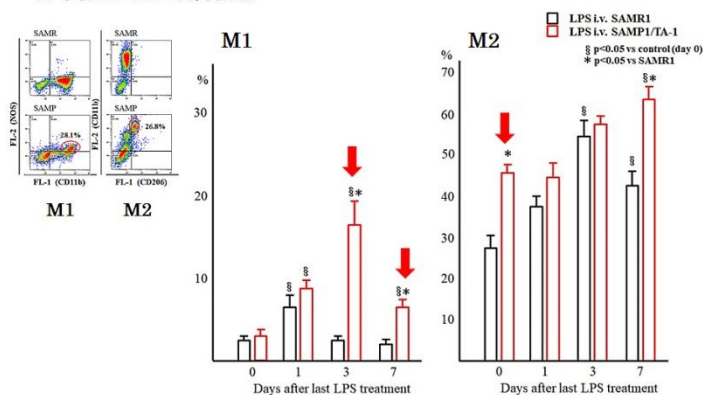 LPS i.v. SAMR1
LPS i.v. SAMP1/TA-1
§ p<0.05 vs control (day 0)
* p<0.05 vs SAMR1
SAMR
SAMR
FL-2 (NOS)
FL-2 (CD11b)
SAMP
SAMP
28.1%
26.8%
FL-1 (CD11b)
FL-1 (CD206)
M1
M2
M1
%
30
20
10
§
§
§*
§*
0
1
3
7
Days after last LPS treatment
M2
%
70
60
50
40
30
20
10
*
§
§
§*
0
1
3
7
Days after last LPS treatment